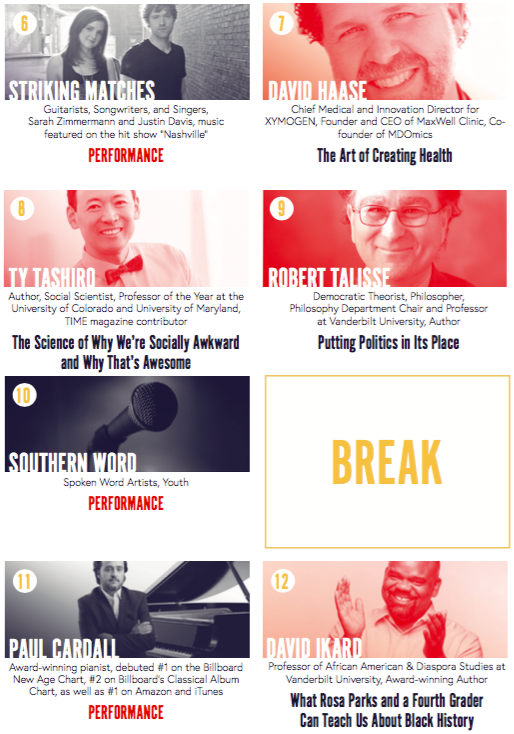 6
STRIKING MATCHES
Guitarists, Songwriters, and Singers,
Sarah Zimmermann and Justin Davis, music
featured on the hit show "Nashville"
PERFORMANCE
7
DAVID HAASE
Chief Medical and Innovation Director for
XYMOGEN, Founder and CEO of MaxWell Clinic, Co-
founder of MDOmics
The Art of Creating Health
8
TY TASHIRO
Author, Social Scientist, Professor of the Year at the
University of Colorado and University of Maryland,
TIME magazine contributor
The Science of Why We're Socially Awkward
and Why That's Awesome
9
ROBERT TALISSE
Democratic Theorist, Philosopher,
Philosophy Department Chair and Professor
at Vanderbilt University, Author
Putting Politics in Its Place
10
SOUTHERN WORD
Spoken Word Artists, Youth
PERFORMANCE
BREAK
11
PAUL CARDALL
Award-winning pianist, debuted #1 on the Billboard
New Age Chart, #2 on Billboard's Classical Album
Chart, as well as #1 on Amazon and iTunes
PERFORMANCE
12
DAVID IKARD
Professor of African American & Diaspora Studies at
Vanderbilt University, Award-winning Author
What Rosa Parks and a Fourth Grader
Can Teach Us About Black History